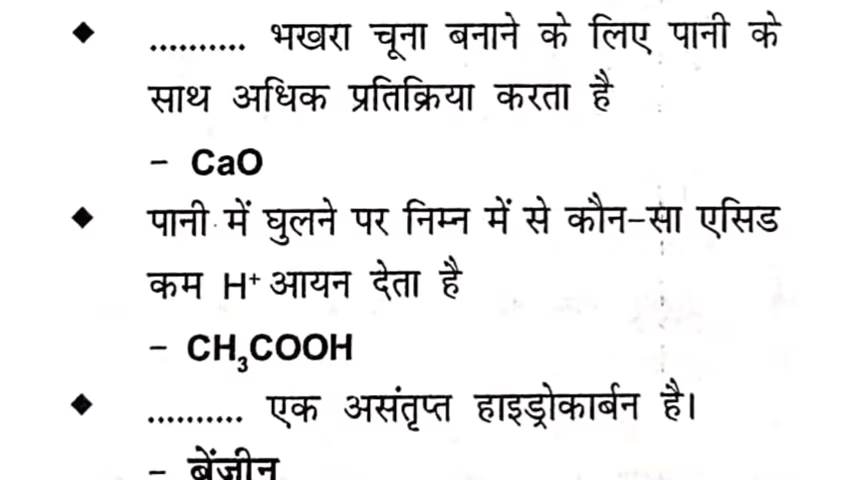 ◆ .......... भखरा चूना बनाने के लिए पानी के
साथ अधिक प्रतिक्रिया करता है
– CaO
◆ पानी में घुलने पर निम्न में से कौन-सा एसिड
कम H⁺ आयन देता है
– CH₃COOH
◆ .......... एक असंतृप्त हाइड्रोकार्बन है।
– बेंजीन